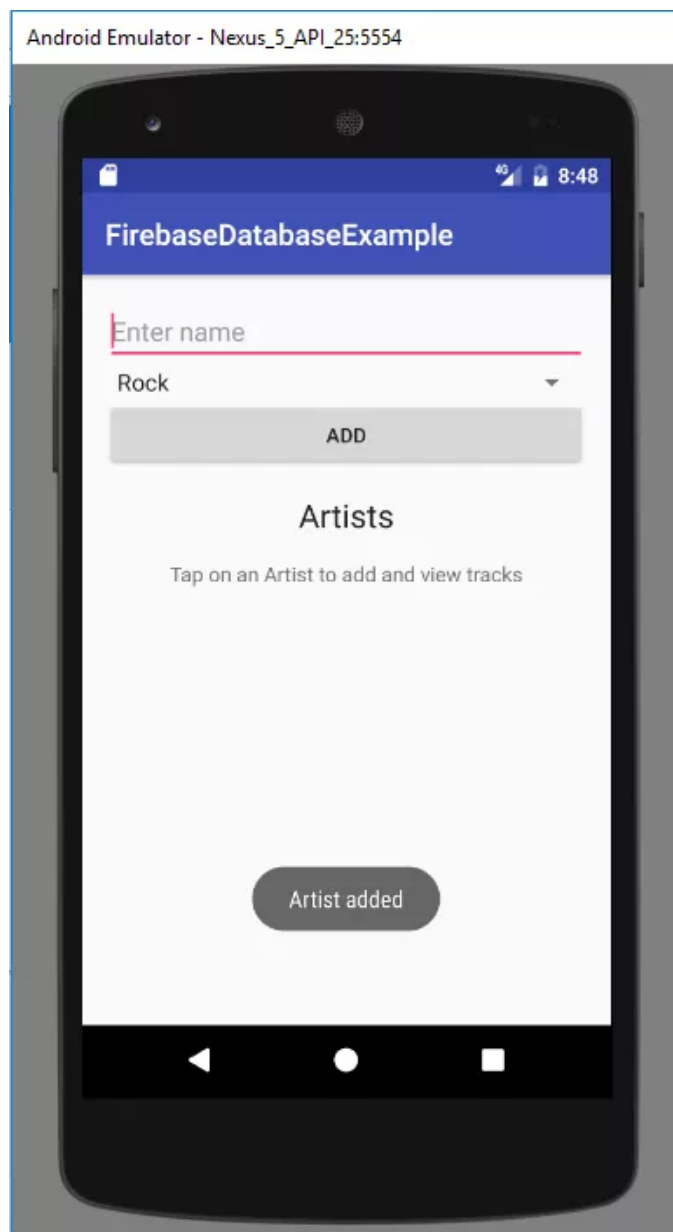 Android Emulator - Nexus_5_API_25:5554
4G 8:48
FirebaseDatabaseExample
Enter name
Rock
ADD
Artists
Tap on an Artist to add and view tracks
Artist added